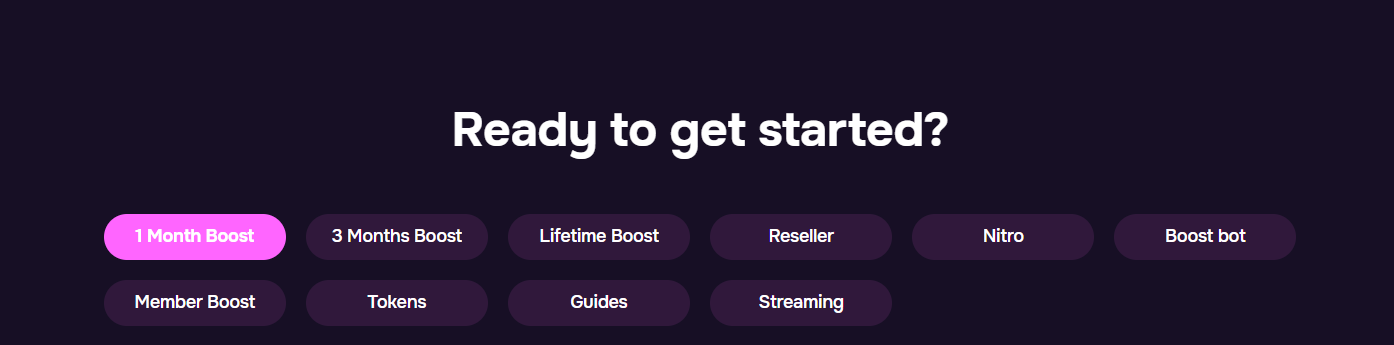 Ready to get started?
1 Month Boost 3 Months Boost Lifetime Boost Reseller Nitro Boost bot
Member Boost Tokens Guides Streaming